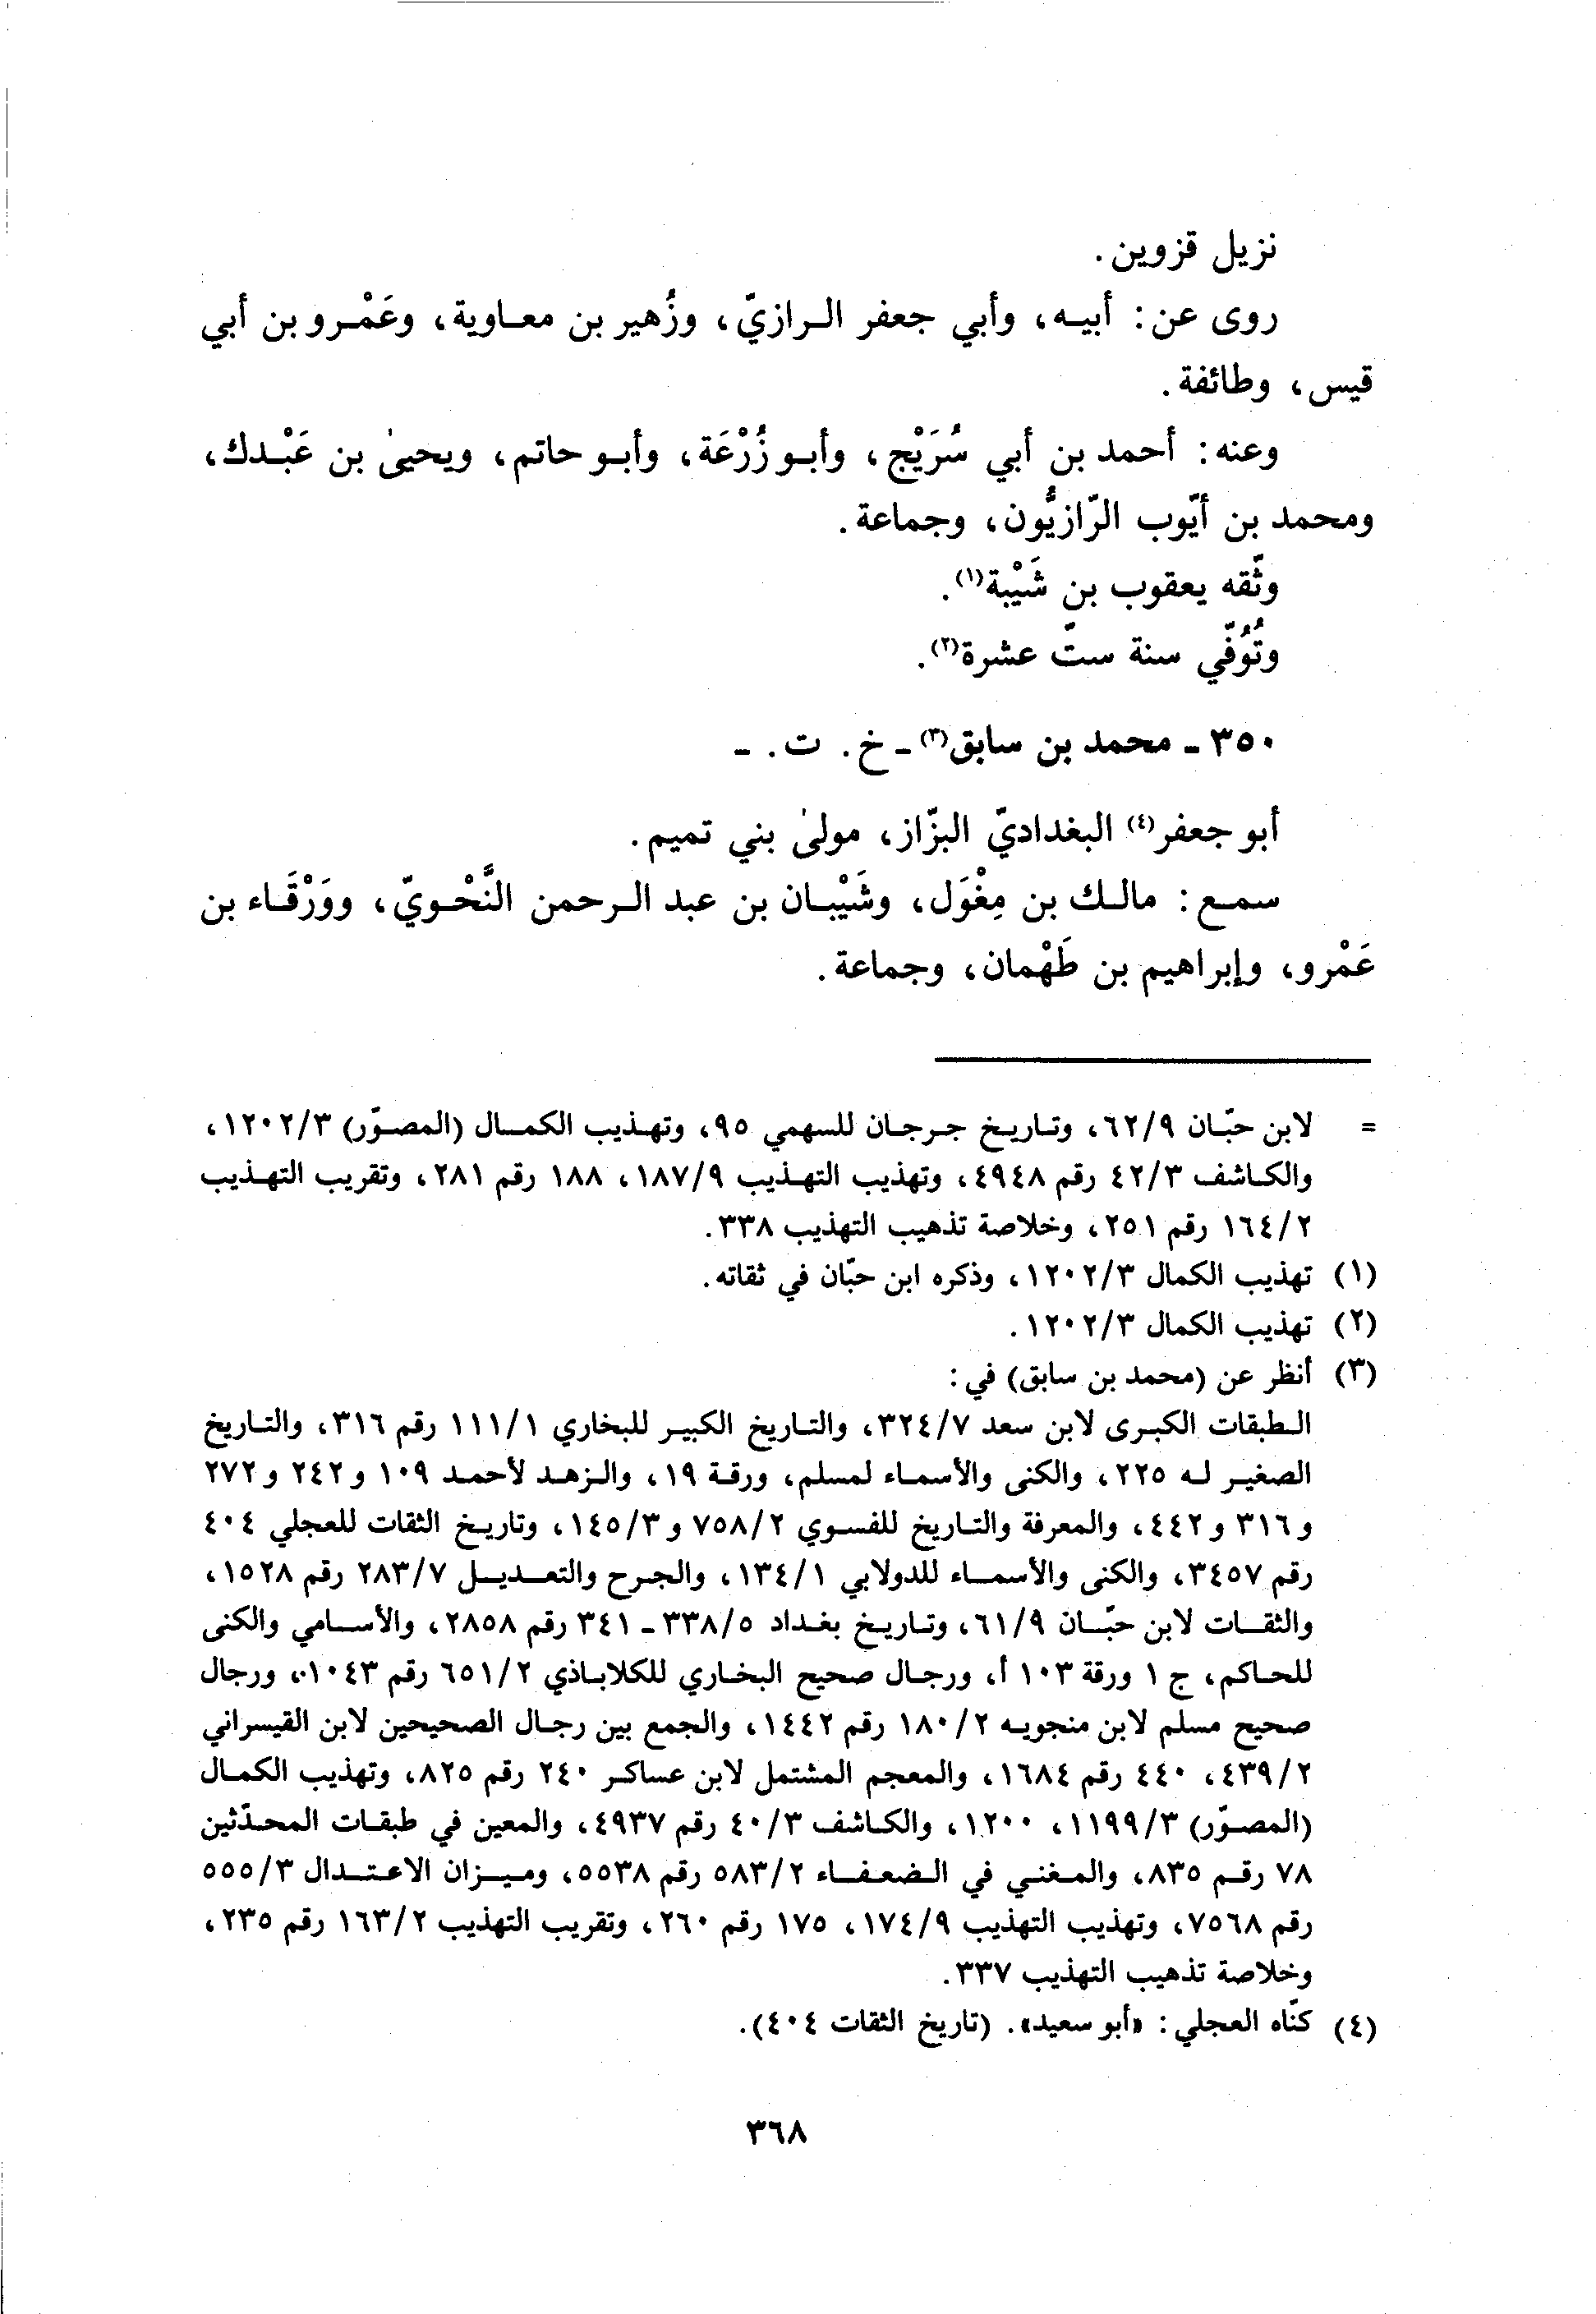 نزيل قزوين.
روى عن: أبيه، وأبي جعفر الرازيّ، وزُهير بن معاوية، وعَمْرو بن أبي
قيس، وطائفة.
وعنه: أحمد بن أبي سُرَيْج، وأبو زُرْعَة، وأبو حاتم، ويحيىٰ بن عَبْدك،
ومحمد بن أيّوب الرّازيُّون، وجماعة.
وثّقه يعقوب بن شَيْبة(١).
وتُوُفّي سنة ستّ عشرة(٢).
٣٥٠ ـ محمد بن سابق(٣) ـ خ. ت. ـ
أبو جعفر(٤) البغداديّ البزّاز، مولىٰ بني تميم.
سمع: مالك بن مِغْوَل، وشَيْبان بن عبد الرحمن النَّحْويّ، ووَرْقَاء بن
عَمْرو، وإبراهيم بن طَهْمان، وجماعة.
= لابن حبّان ٦٢/٩، وتاريخ جرجان للسهمي ٩٥، وتهذيب الكمال (المصوّر) ١٢٠٢/٣،
والكاشف ٤٢/٣ رقم ٤٩٤٨، وتهذيب التهذيب ١٨٧/٩، ١٨٨ رقم ٢٨١، وتقريب التهذيب
١٦٤/٢ رقم ٢٥١، وخلاصة تذهيب التهذيب ٣٣٨.
(١) تهذيب الكمال ١٢٠٢/٣، وذكره ابن حبّان في ثقاته.
(٢) تهذيب الكمال ١٢٠٢/٣.
(٣) أنظر عن (محمد بن سابق) في:
الطبقات الكبرى لابن سعد ٣٢٤/٧، والتاريخ الكبير للبخاري ١١١/١ رقم ٣١٦، والتاريخ
الصغير له ٢٢٥، والكنى والأسماء لمسلم، ورقة ١٩، والزهد لأحمد ١٠٩ و٢٤٢ و٢٧٢
و٣١٦ و٤٤٢، والمعرفة والتاريخ للفسوي ٧٥٨/٢ و١٤٥/٣، وتاريخ الثقات للعجلي ٤٠٤
رقم ٣٤٥٧، والكنى والأسماء للدولابي ١٣٤/١، والجرح والتعديل ٢٨٣/٧ رقم ١٥٢٨،
والثقات لابن حبّان ٦١/٩، وتاريخ بغداد ٣٣٨/٥ ـ ٣٤١ رقم ٢٨٥٨، والأسامي والكنى
للحاكم، ج ١ ورقة ١٠٣ أ، ورجال صحيح البخاري للكلاباذي ٦٥١/٢ رقم ١٠٤٣، ورجال
صحيح مسلم لابن منجويه ١٨٠/٢ رقم ١٤٤٢، والجمع بين رجال الصحيحين لابن القيسراني
٤٣٩/٢، ٤٤٠ رقم ١٦٨٤، والمعجم المشتمل لابن عساكر ٢٤٠ رقم ٨٢٥، وتهذيب الكمال
(المصوّر) ١١٩٩/٣، ١٢٠٠، والكاشف ٤٠/٣ رقم ٤٩٣٧، والمعين في طبقات المحدّثين
٧٨ رقم ٨٣٥، والمغني في الضعفاء ٥٨٣/٢ رقم ٥٥٣٨، وميزان الاعتدال ٥٥٥/٣
رقم ٧٥٦٨، وتهذيب التهذيب ١٧٤/٩، ١٧٥ رقم ٢٦٠، وتقريب التهذيب ١٦٣/٢ رقم ٢٣٥،
وخلاصة تذهيب التهذيب ٣٣٧.
(٤) كنّاه العجلي: «أبو سعيد». (تاريخ الثقات ٤٠٤).
٣٦٨